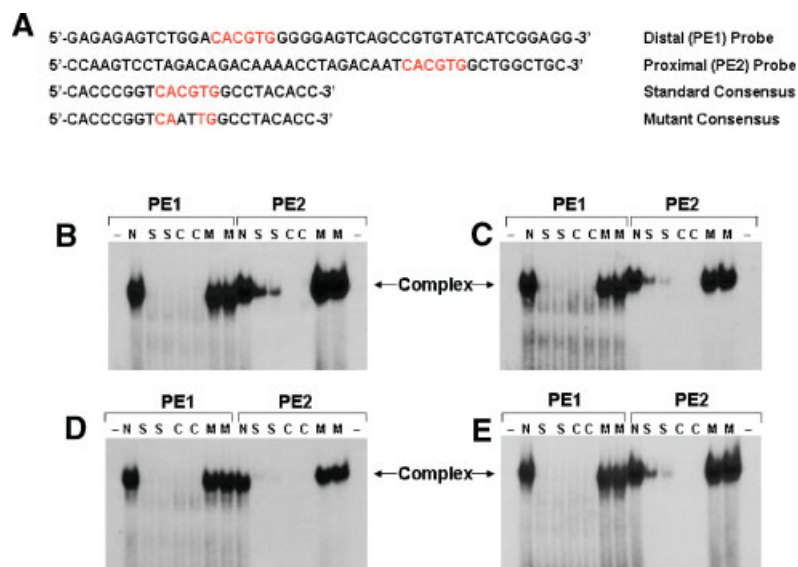 A
5'-GAGAGAGTCTGGACACGTGGGGGAGTCAGCCGTGTATCATCGGAGG-3' Distal (PE1) Probe
5'-CCAAGTCCTAGACAGACAAAACCTAGACAATCACGTGGCTGGCTGC-3' Proximal (PE2) Probe
5'-CACCCGGTCACGTGGCCTACACC-3' Standard Consensus
5'-CACCCGGTCAATTGGCCTACACC-3' Mutant Consensus
PE1 PE2 PE1 PE2
B – N S S C C M M N S S C C M M – C – N S S C C M M N S S C C M M –
Complex
PE1 PE2 PE1 PE2
D – N S S C C M M N S S C C M M – E – N S S C C M M N S S C C M M –
Complex